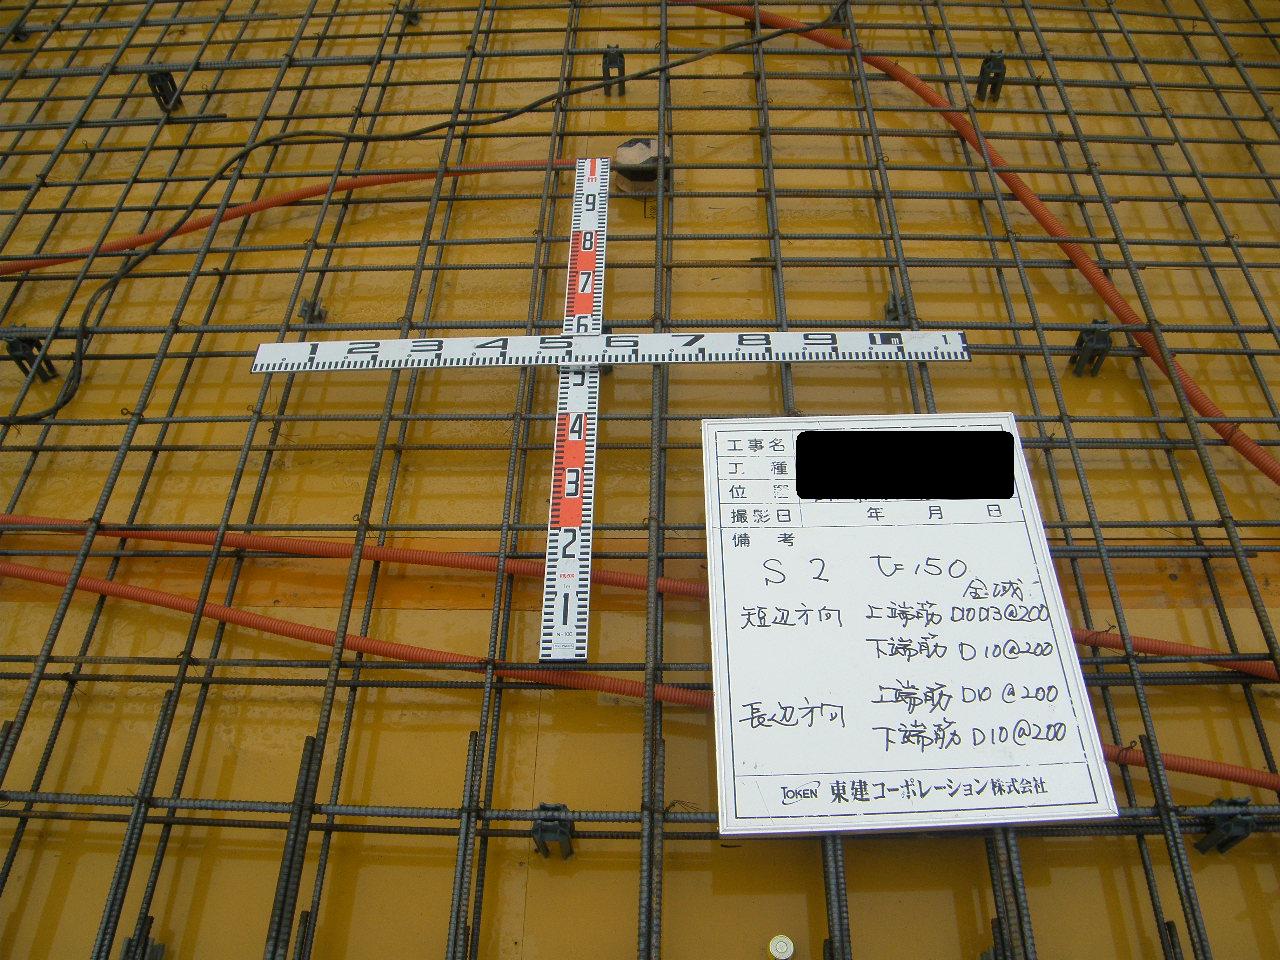 1m
9
8
7
6
1 2 3 4 5 6 7 8 9 1m 1
5
4
3
2
1
工事名
工種
位置
撮影日 年 月 日
備考
S2 t=150
全域
短辺方向 上端筋 D10D13@200
下端筋 D10@200
長辺方向 上端筋 D10@200
下端筋 D10@200
TOKEN 東建コーポレーション株式会社